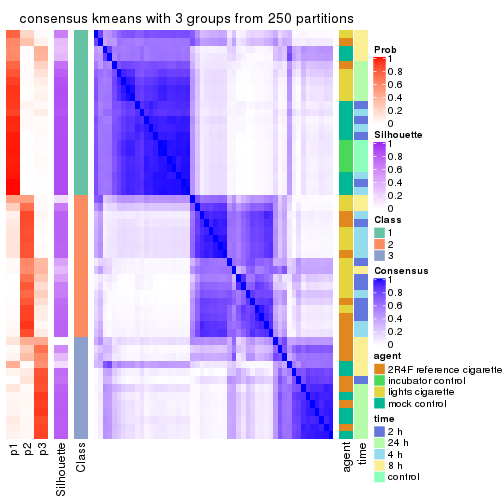 consensus kmeans with 3 groups from 250 partitions
Prob
1
0.8
0.6
0.4
0.2
0
Silhouette
1
0.8
0.6
0.4
0.2
0
Class
1
2
3
Consensus
1
0.8
0.6
0.4
0.2
0
agent
2R4F reference cigarette
incubator control
lights cigarette
mock control
time
2 h
24 h
4 h
8 h
control
p1
p2
p3
Silhouette
Class
agent
time